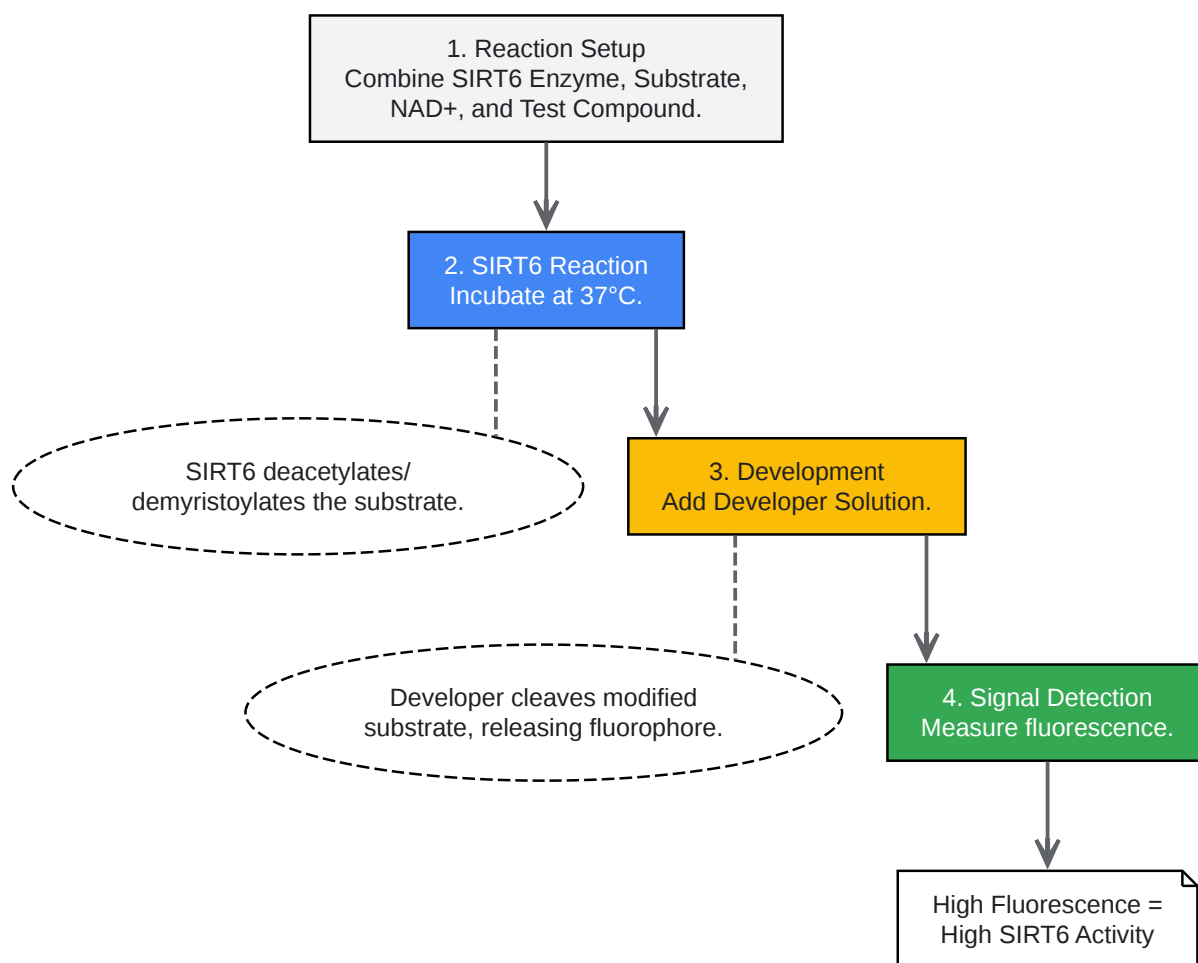 1. Reaction Setup
Combine SIRT6 Enzyme, Substrate,
NAD+, and Test Compound.
2. SIRT6 Reaction
Incubate at 37°C.
SIRT6 deacetylates/
demyristoylates the substrate.
3. Development
Add Developer Solution.
Developer cleaves modified
substrate, releasing fluorophore.
4. Signal Detection
Measure fluorescence.
High Fluorescence =
High SIRT6 Activity